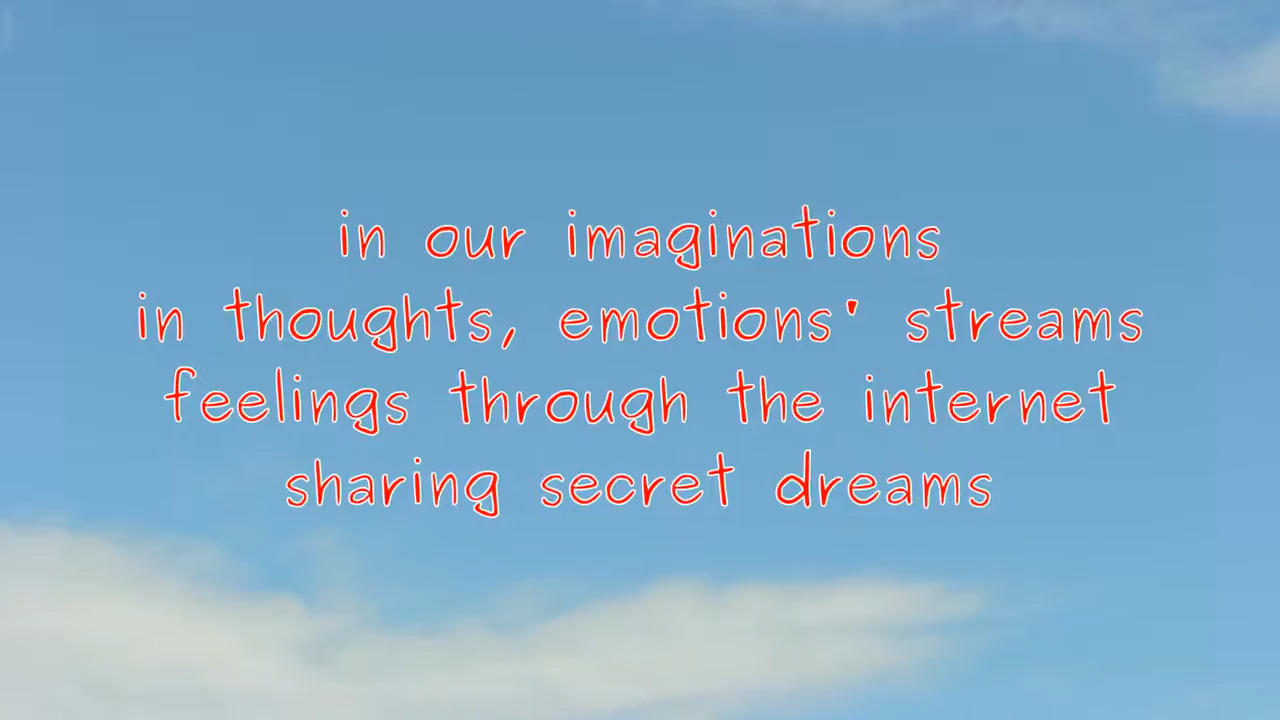 in our imaginations
in thoughts, emotions' streams
feelings through the internet
sharing secret dreams